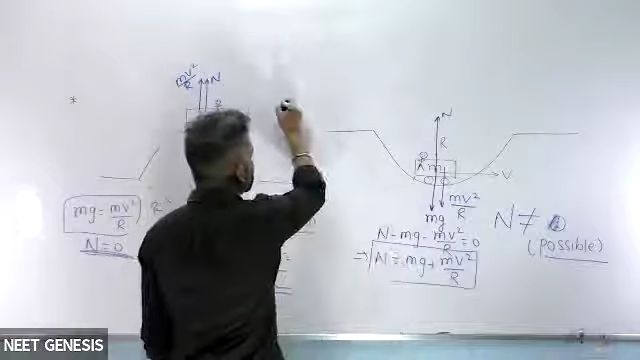 *
mv²/R
N
mg = mv²/R
N = 0
N
R
m
V
mv²/R
mg
N - mg - mv²/R = 0
→ N = mg + mv²/R
N ≠ 0
(possible)
NEET GENESIS